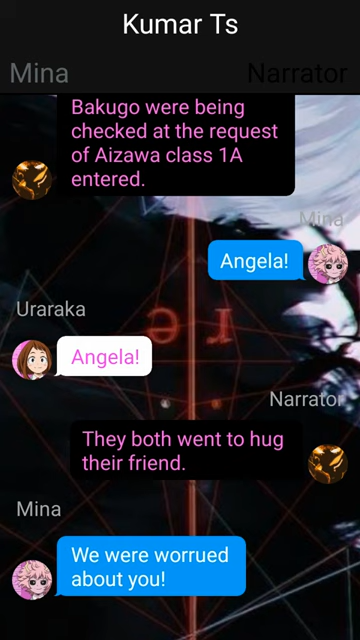 Kumar Ts
Mina
Narrator
Bakugo were being
checked at the request
of Aizawa class 1A
entered.
Mina
Angela!
Uraraka
Angela!
Narrator
They both went to hug
their friend.
Mina
We were worrued
about you!